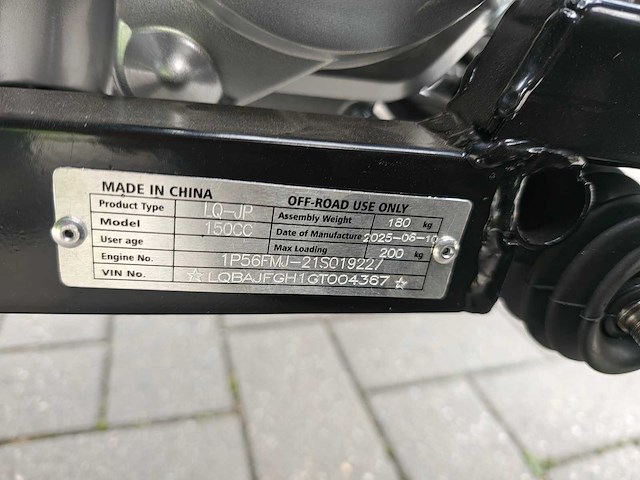 MADE IN CHINA OFF-ROAD USE ONLY
Product Type LQ-JP Assembly Weight 180 kg
Model 150CC Date of Manufacture 2025-06-10
User age Max Loading 200 kg
Engine No. 1P56FMJ-21S019227
VIN No. ☆LQBAJFGH1GT004367☆